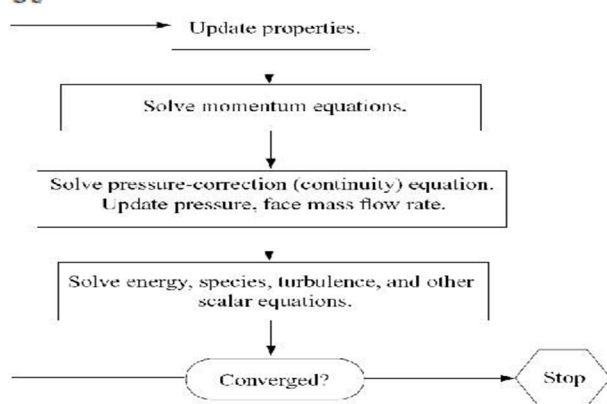 Update properties.
Solve momentum equations.
Solve pressure-correction (continuity) equation.
Update pressure, face mass flow rate.
Solve energy, species, turbulence, and other
scalar equations.
Converged?
Stop